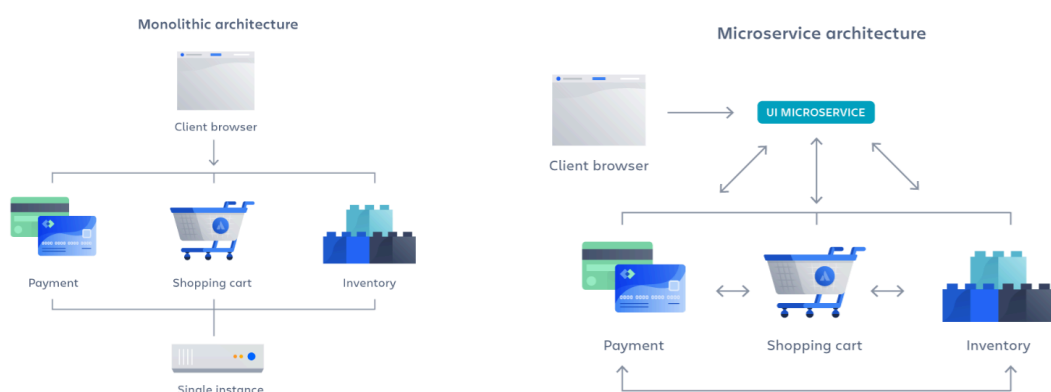 Monolithic architecture
Client browser
Payment
Shopping cart
Inventory
Single instance
Microservice architecture
UI MICROSERVICE
Client browser
Payment
Shopping cart
Inventory